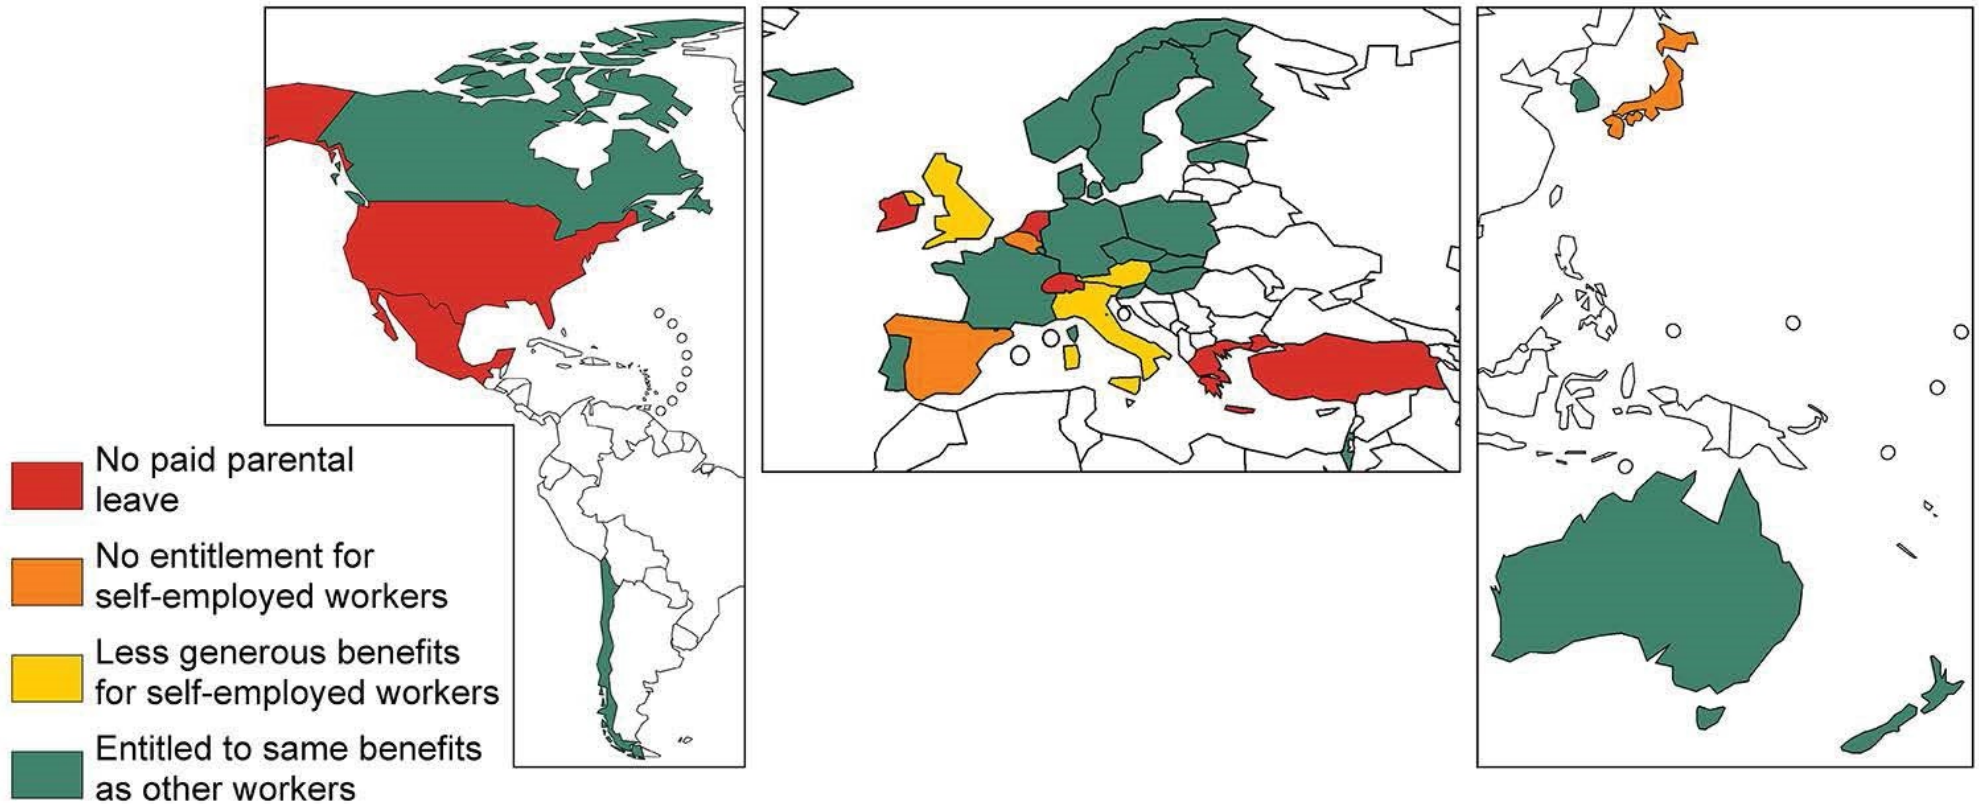 No paid parental
leave
No entitlement for
self-employed workers
Less generous benefits
for self-employed workers
Entitled to same benefits
as other workers